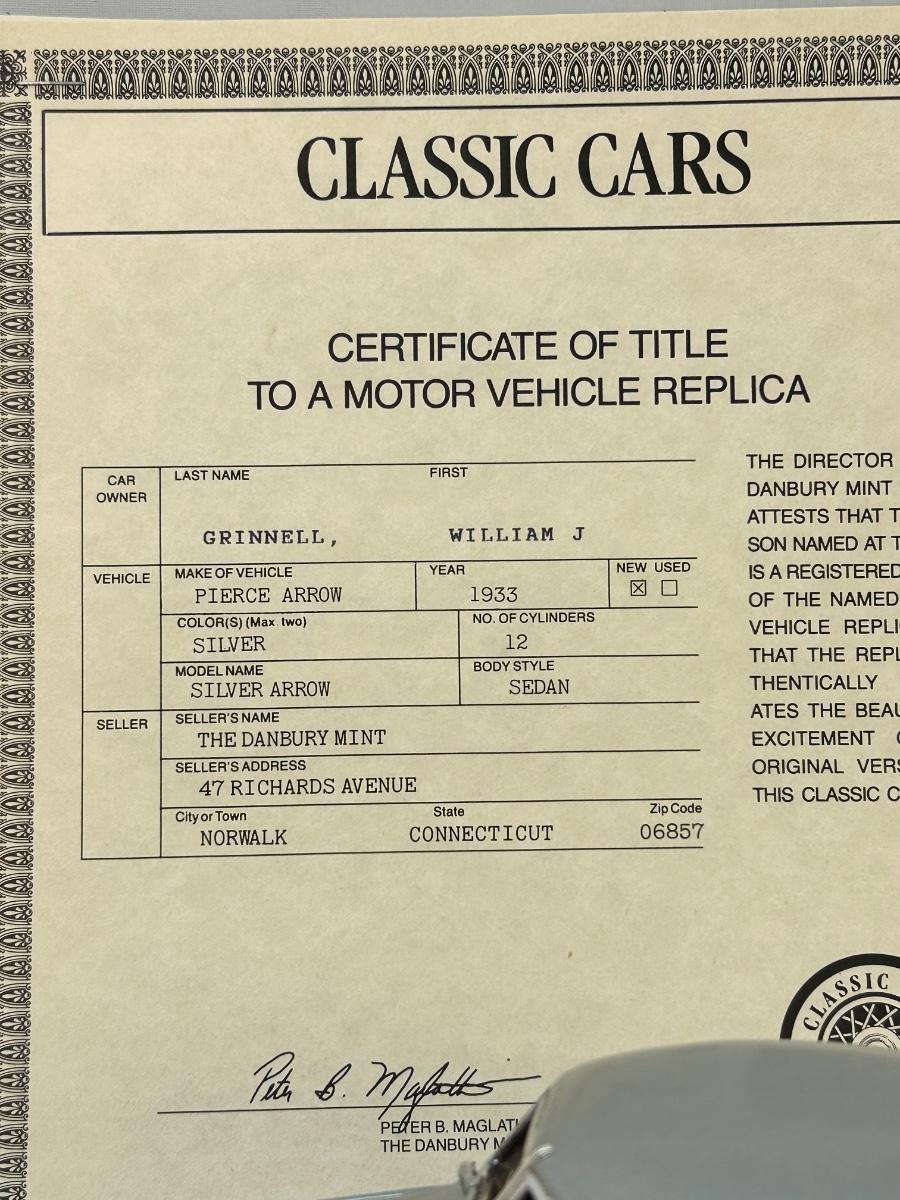 CLASSIC CARS
CERTIFICATE OF TITLE
TO A MOTOR VEHICLE REPLICA
CAR OWNER
LAST NAME FIRST
GRINNELL, WILLIAM J
VEHICLE
MAKE OF VEHICLE YEAR NEW USED
PIERCE ARROW 1933 ☒ ☐
COLOR(S) (Max. two) NO. OF CYLINDERS
SILVER 12
MODEL NAME BODY STYLE
SILVER ARROW SEDAN
SELLER
SELLER'S NAME
THE DANBURY MINT
SELLER'S ADDRESS
47 RICHARDS AVENUE
City or Town State Zip Code
NORWALK CONNECTICUT 06857
THE DIRECTOR
DANBURY MINT
ATTESTS THAT T
SON NAMED AT T
IS A REGISTERED
OF THE NAMED
VEHICLE REPLI
THAT THE REPL
THENTICALLY
ATES THE BEAU
EXCITEMENT
ORIGINAL VERS
THIS CLASSIC C
CLASSIC
Peter B. Maglathlin
PETER B. MAGLATH
THE DANBURY M